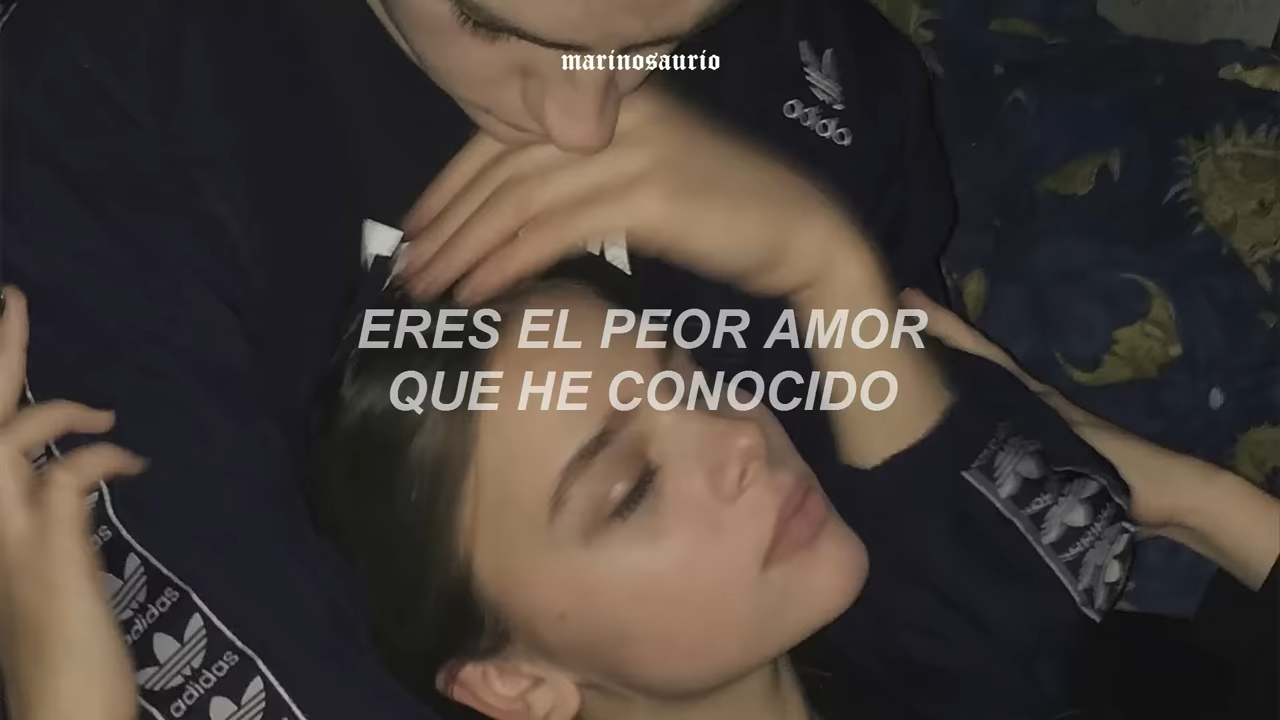 marinosaurio
adidas
ERES EL PEOR AMOR
QUE HE CONOCIDO
adidas
adidas